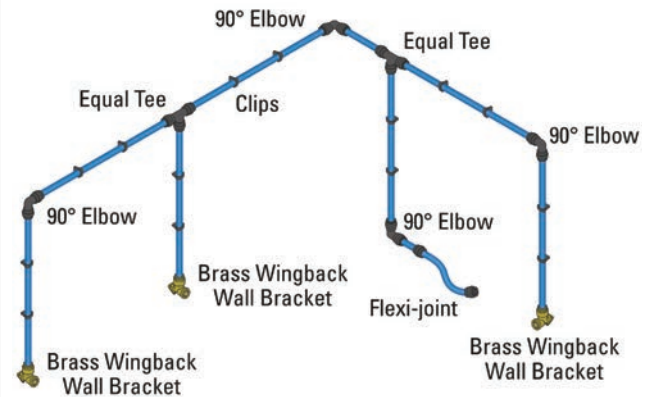 90° Elbow
Equal Tee
Equal Tee
Clips
90° Elbow
90° Elbow
90° Elbow
Brass Wingback
Wall Bracket
Flexi-joint
Brass Wingback
Wall Bracket
Brass Wingback
Wall Bracket